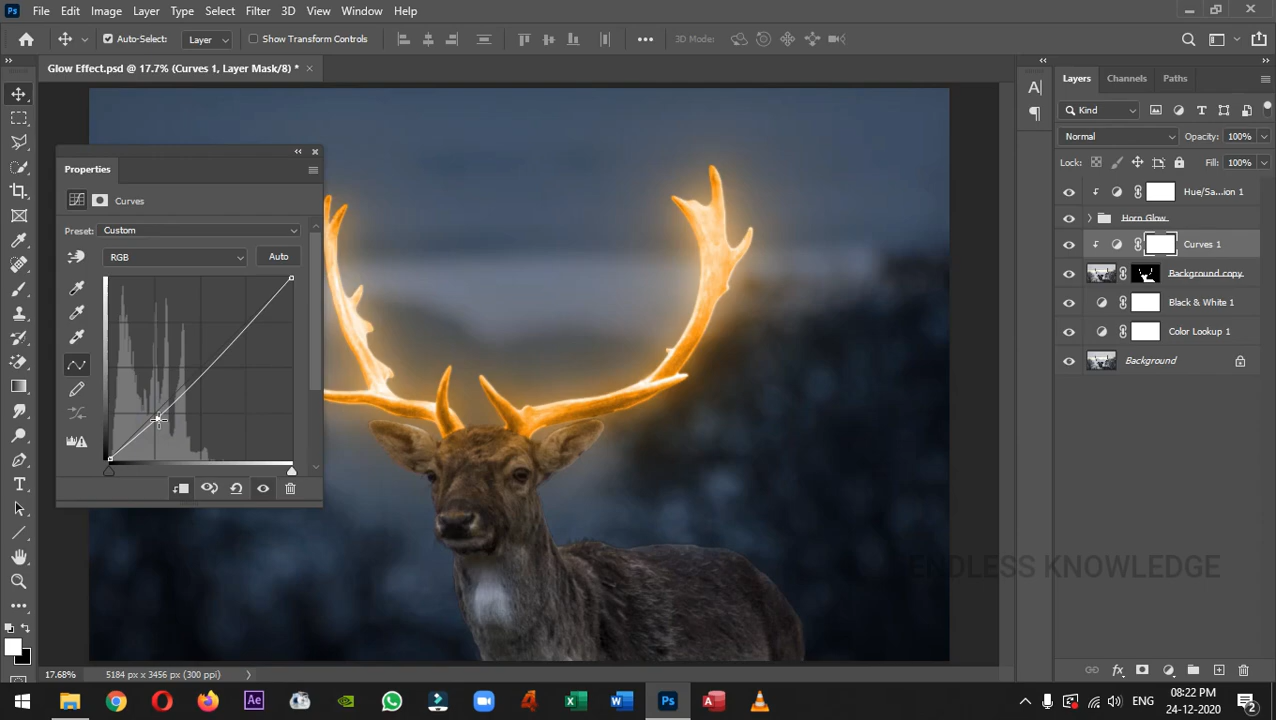 Ps File Edit Image Layer Type Select Filter 3D View Window Help
Auto-Select: Layer Show Transform Controls 3D Mode:
Glow Effect.psd @ 17.7% (Curves 1, Layer Mask/8) *
Properties
Curves
Preset: Custom
RGB Auto
Layers Channels Paths
Kind
Normal Opacity: 100%
Lock: Fill: 100%
Hue/Sa...ion 1
Horn Glow
Curves 1
Background copy
Black & White 1
Color Lookup 1
Background
ENDLESS KNOWLEDGE
17.68% 5184 px x 3456 px (300 ppi)
Ae Ps
ENG
08:22 PM
24-12-2020
2